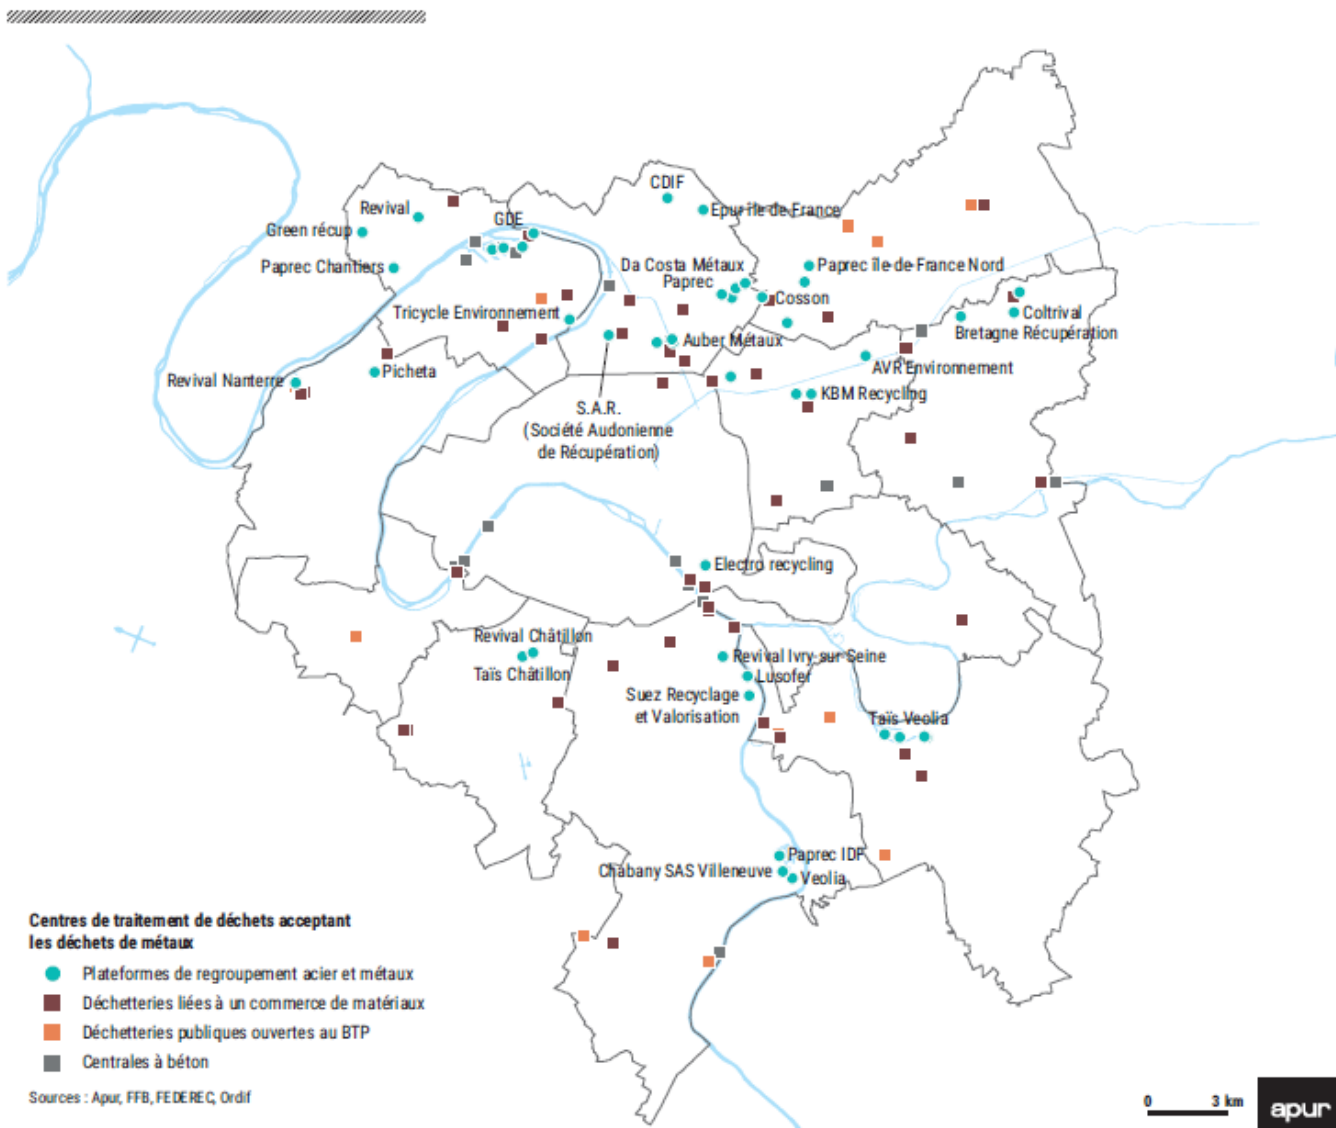 CDIF
Revival
Epur île de France
GDE
Green récup
Paprec Chantiers
Da Costa Métaux
Paprec île-de-France Nord
Paprec
Cosson
Tricycle Environnement
Coltrival
Bretagne Récupération
Auber Métaux
AVR Environnement
Revival Nanterre
Picheta
KBM Recycling
S.A.R.
(Société Audonienne
de Récupération)
Electro recycling
Revival Châtillon
Taïs Châtillon
Revival Ivry-sur-Seine
Lusofer
Suez Recyclage
et Valorisation
Taïs Veolia
Paprec IDF
Chabany SAS Villeneuve
Veolia
Centres de traitement de déchets acceptant
les déchets de métaux
Plateformes de regroupement acier et métaux
Déchetteries liées à un commerce de matériaux
Déchetteries publiques ouvertes au BTP
Centrales à béton
Sources : Apur, FFB, FEDEREC, Ordif
0 3 km
apur